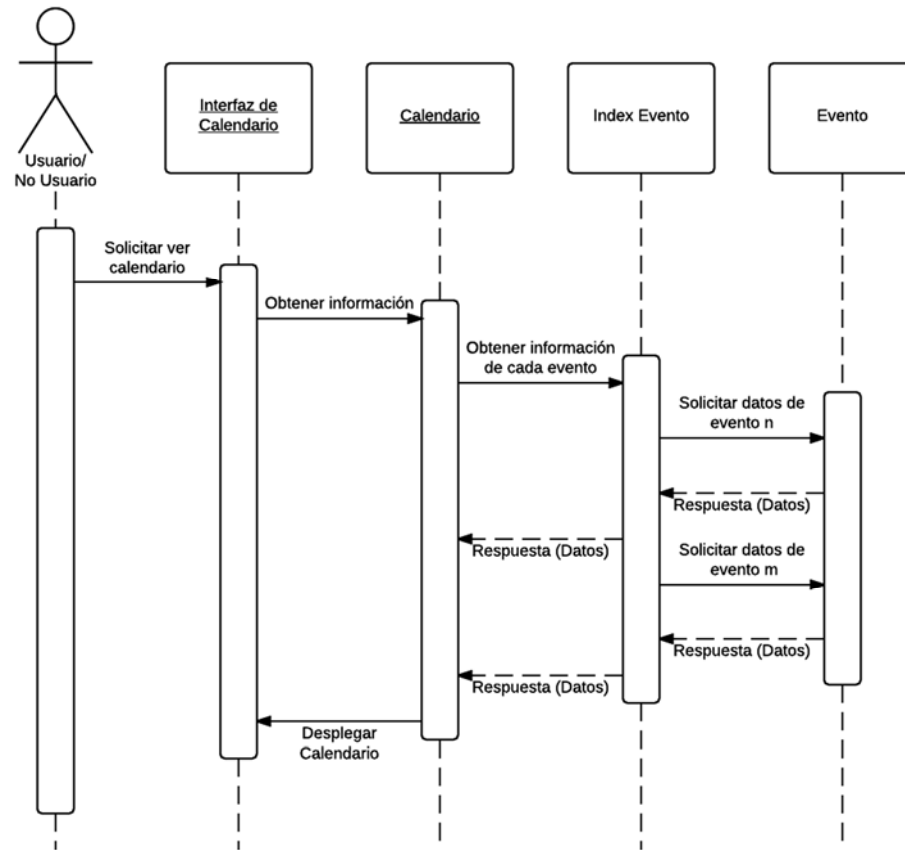 Usuario/
No Usuario
Interfaz de
Calendario
Calendario
Index Evento
Evento
Solicitar ver
calendario
Obtener información
Obtener información
de cada evento
Solicitar datos de
evento n
Respuesta (Datos)
Respuesta (Datos)
Solicitar datos de
evento m
Respuesta (Datos)
Respuesta (Datos)
Desplegar
Calendario